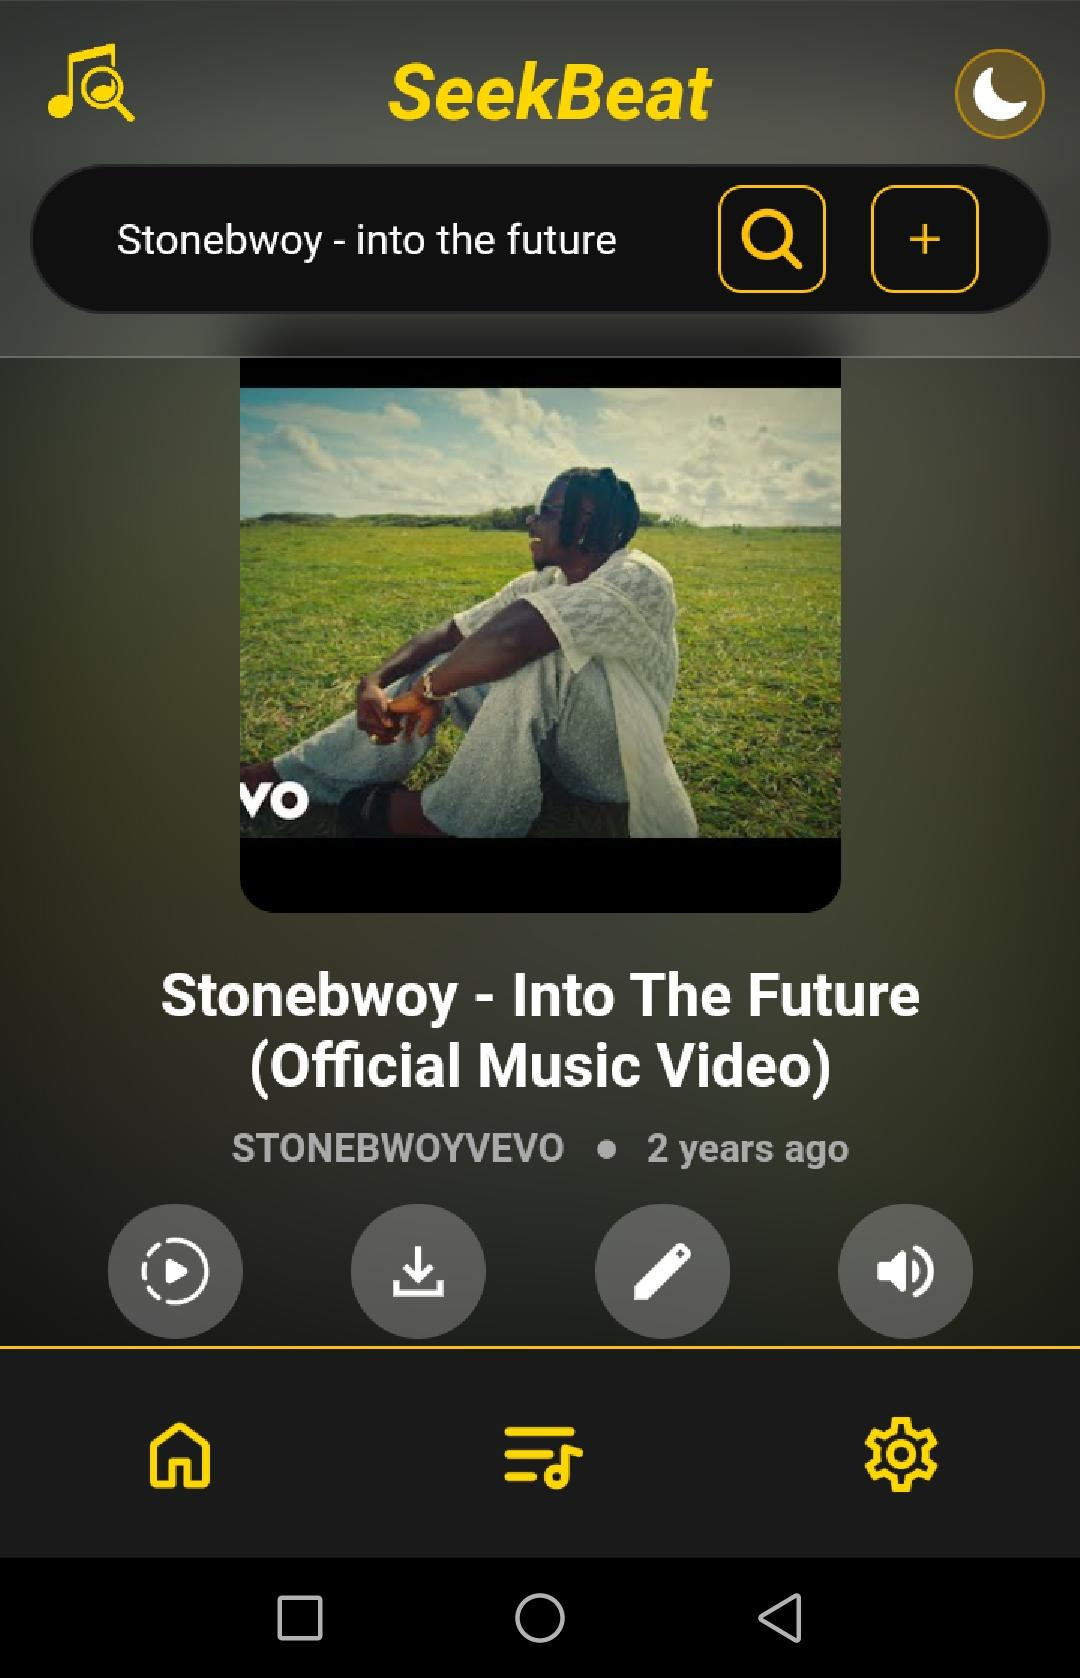 SeekBeat
Stonebwoy - into the future
vo
Stonebwoy - Into The Future
(Official Music Video)
STONEBWOYVEVO ● 2 years ago